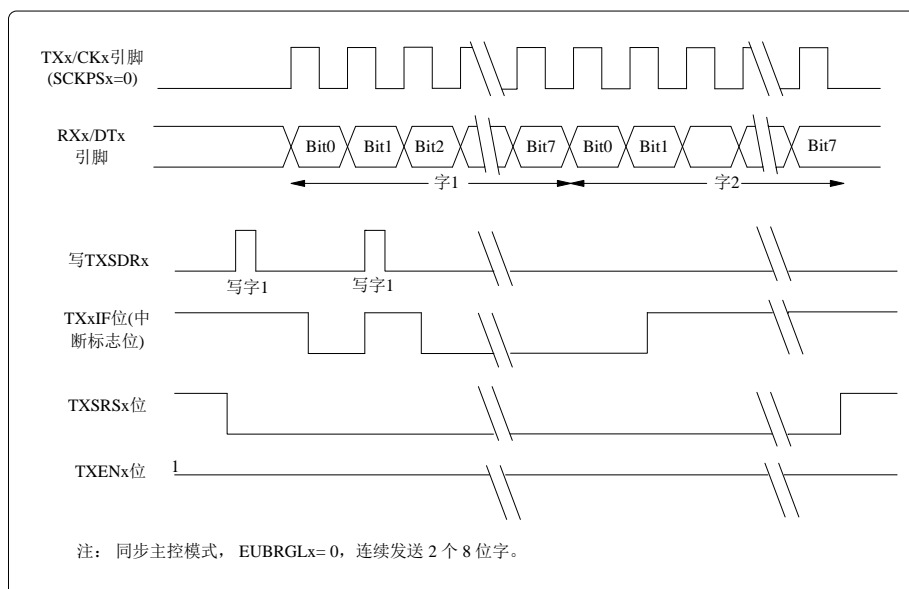 TXx/CKx引脚
(SCKPSx=0)
RXx/DTx
引脚
Bit0 Bit1 Bit2 Bit7 Bit0 Bit1 Bit7
字1 字2
写TXSDRx
写字1 写字1
TXxIF位(中
断标志位)
TXSRSx位
TXENx位 1
注： 同步主控模式， EUBRGLx= 0，连续发送 2 个 8 位字。